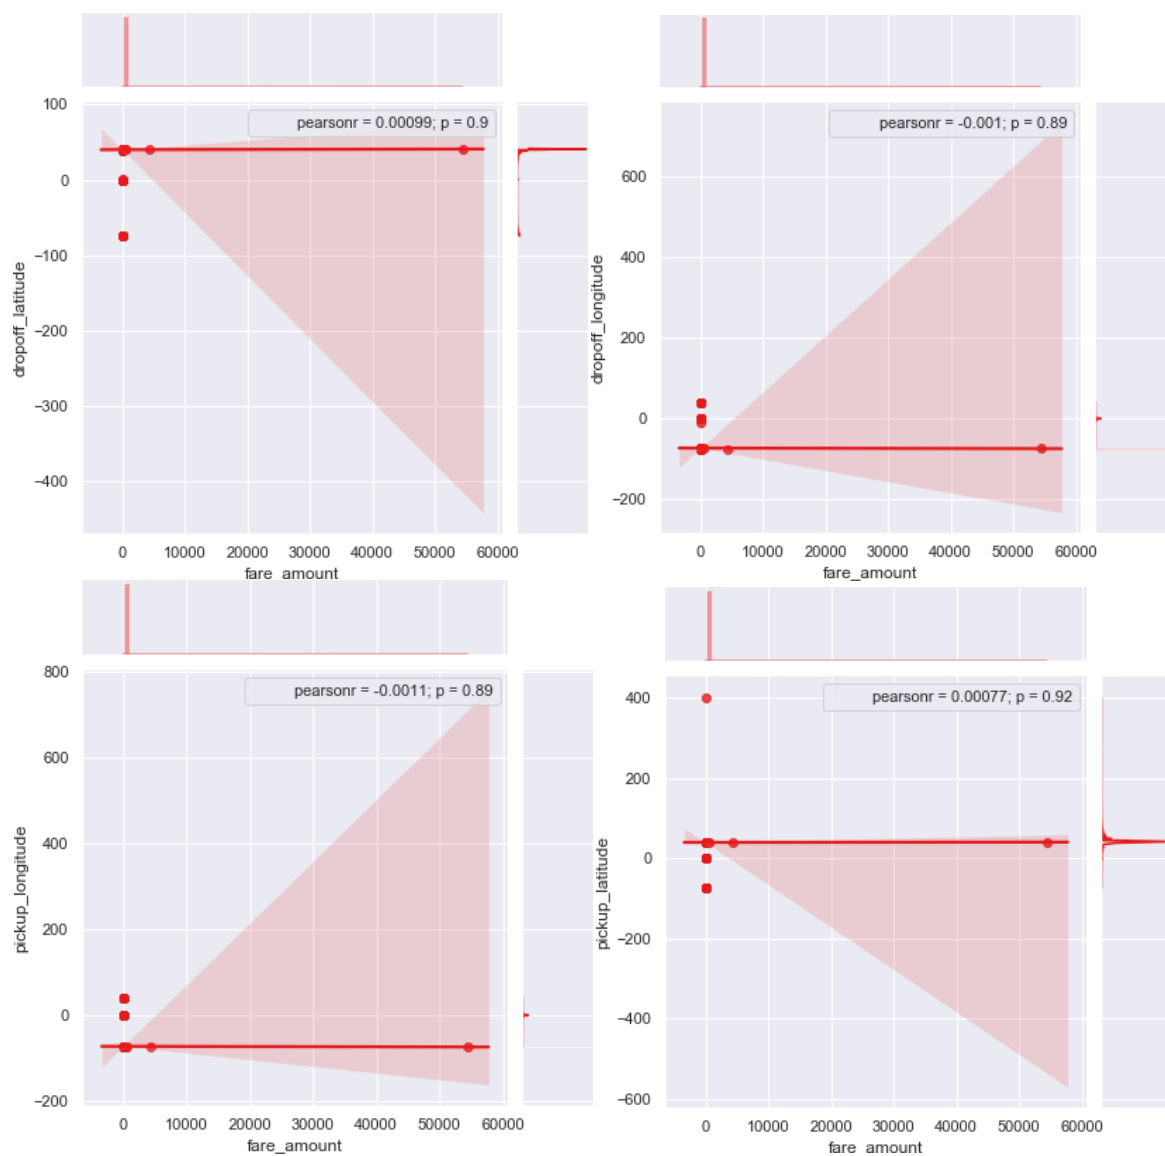 pearsonr = 0.00099; p = 0.9
100
0
−100
−200
−300
−400
dropoff_latitude
0 10000 20000 30000 40000 50000 60000
fare_amount
pearsonr = -0.001; p = 0.89
600
400
200
0
−200
dropoff_longitude
0 10000 20000 30000 40000 50000 60000
fare_amount
pearsonr = -0.0011; p = 0.89
800
600
400
200
0
−200
pickup_longitude
0 10000 20000 30000 40000 50000 60000
fare_amount
pearsonr = 0.00077; p = 0.92
400
200
0
−200
−400
−600
pickup_latitude
0 10000 20000 30000 40000 50000 60000
fare_amount